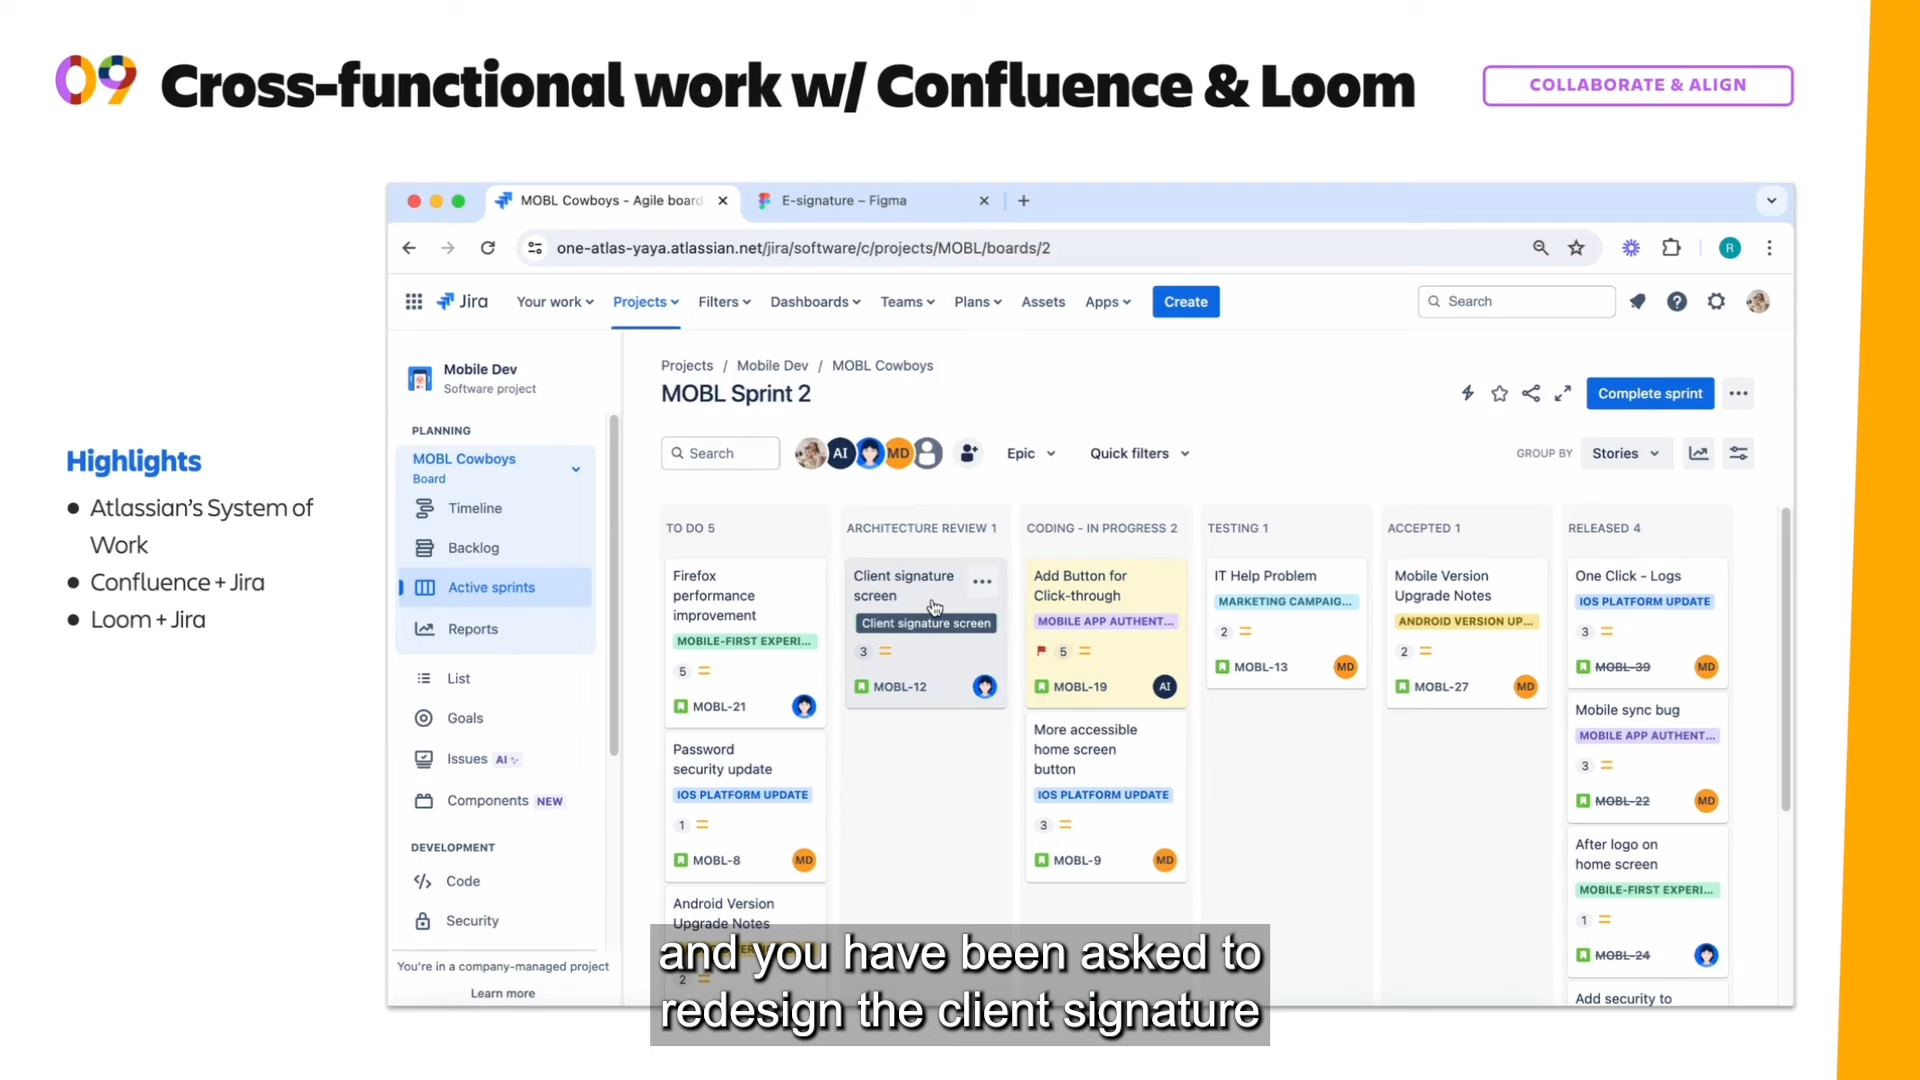 09 Cross-functional work w/ Confluence & Loom
COLLABORATE & ALIGN
Highlights
● Atlassian's System of
Work
● Confluence + Jira
● Loom + Jira
MOBL Cowboys - Agile board
E-signature – Figma
one-atlas-yaya.atlassian.net/jira/software/c/projects/MOBL/boards/2
R
Jira
Your work
Projects
Filters
Dashboards
Teams
Plans
Assets
Apps
Create
Search
Mobile Dev
Software project
PLANNING
MOBL Cowboys
Board
Timeline
Backlog
Active sprints
Reports
List
Goals
Issues AI
Components NEW
DEVELOPMENT
Code
Security
You're in a company-managed project
Learn more
Projects / Mobile Dev / MOBL Cowboys
MOBL Sprint 2
Complete sprint
Search
AI
MD
Epic
Quick filters
GROUP BY
Stories
TO DO 5
Firefox
performance
improvement
MOBILE-FIRST EXPERI...
5
MOBL-21
Password
security update
IOS PLATFORM UPDATE
1
MOBL-8
MD
Android Version
Upgrade Notes
2
ARCHITECTURE REVIEW 1
Client signature
screen
Client signature screen
3
MOBL-12
CODING - IN PROGRESS 2
Add Button for
Click-through
MOBILE APP AUTHENT...
5
MOBL-19
AI
More accessible
home screen
button
IOS PLATFORM UPDATE
3
MOBL-9
MD
TESTING 1
IT Help Problem
MARKETING CAMPAIG...
2
MOBL-13
MD
ACCEPTED 1
Mobile Version
Upgrade Notes
ANDROID VERSION UP...
2
MOBL-27
MD
RELEASED 4
One Click - Logs
IOS PLATFORM UPDATE
3
MOBL-39
MD
Mobile sync bug
MOBILE APP AUTHENT...
3
MOBL-22
MD
After logo on
home screen
MOBILE-FIRST EXPERI...
1
MOBL-24
Add security to
and you have been asked to
redesign the client signature